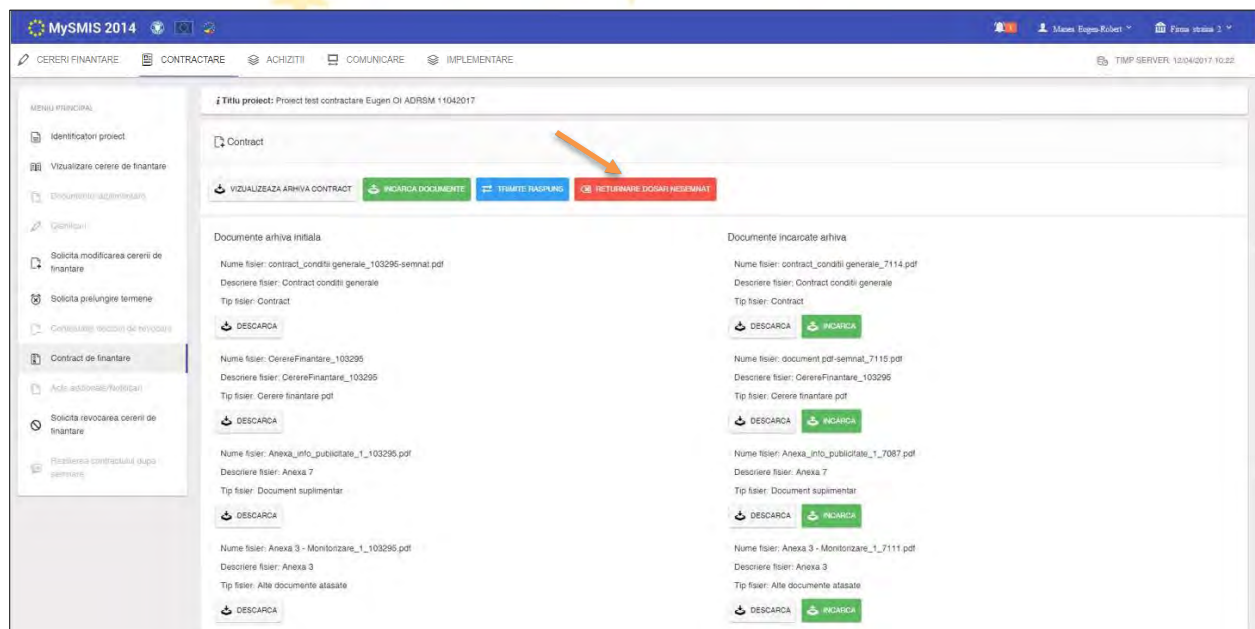 MySMIS 2014
Manea Eugen-Robert
Firma straina 2
CERERI FINANTARE
CONTRACTARE
ACHIZITII
COMUNICARE
IMPLEMENTARE
TIMP SERVER: 12/04/2017 10:22
MENIU PRINCIPAL
Identificatori proiect
Vizualizare cerere de finantare
Documente suplimentare
Clarificari
Solicita modificarea cererii de
finantare
Solicita prelungire termene
Contestatie decizin de revocare
Contract de finantare
Acte aditionale/Notificari
Solicita revocarea cererii de
finantare
Rezilierea contractului dupa
semnare
i Titlu proiect: Proiect test contractare Eugen OI ADRSM 11042017
Contract
VIZUALIZEAZA ARHIVA CONTRACT
INCARCA DOCUMENTE
TRIMITE RASPUNS
RETURNARE DOSAR NESEMNAT
Documente arhiva initiala
Nume fisier: contract_conditii generale_103295-semnat.pdf
Descriere fisier: Contract conditii generale
Tip fisier: Contract
DESCARCA
Nume fisier: CerereFinantare_103295
Descriere fisier: CerereFinantare_103295
Tip fisier: Cerere finantare pdf
DESCARCA
Nume fisier: Anexa_info_publicitate_1_103295.pdf
Descriere fisier: Anexa 7
Tip fisier: Document suplimentar
DESCARCA
Nume fisier: Anexa 3 - Monitorizare_1_103295.pdf
Descriere fisier: Anexa 3
Tip fisier: Alte documente atasate
DESCARCA
Documente incarcate arhiva
Nume fisier: contract_conditii generale_7114.pdf
Descriere fisier: Contract conditii generale
Tip fisier: Contract
DESCARCA INCARCA
Nume fisier: document pdf-semnat_7115.pdf
Descriere fisier: CerereFinantare_103295
Tip fisier: Cerere finantare pdf
DESCARCA INCARCA
Nume fisier: Anexa_info_publicitate_1_7087.pdf
Descriere fisier: Anexa 7
Tip fisier: Document suplimentar
DESCARCA INCARCA
Nume fisier: Anexa 3 - Monitorizare_1_7111.pdf
Descriere fisier: Anexa 3
Tip fisier: Alte documente atasate
DESCARCA INCARCA